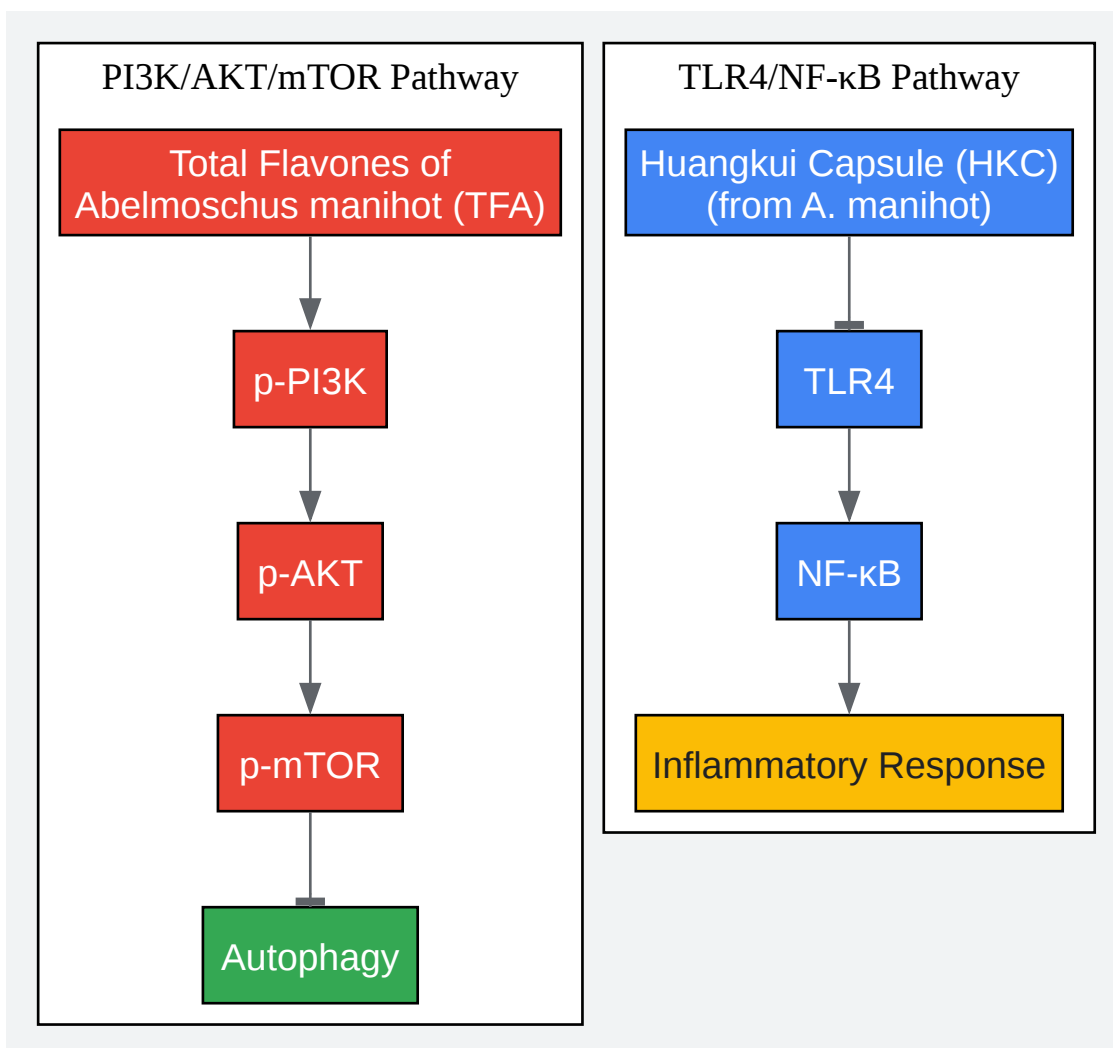 PI3K/AKT/mTOR Pathway
Total Flavones of
Abelmoschus manihot (TFA)
p-PI3K
p-AKT
p-mTOR
Autophagy
TLR4/NF-κB Pathway
Huangkui Capsule (HKC)
(from A. manihot)
TLR4
NF-κB
Inflammatory Response